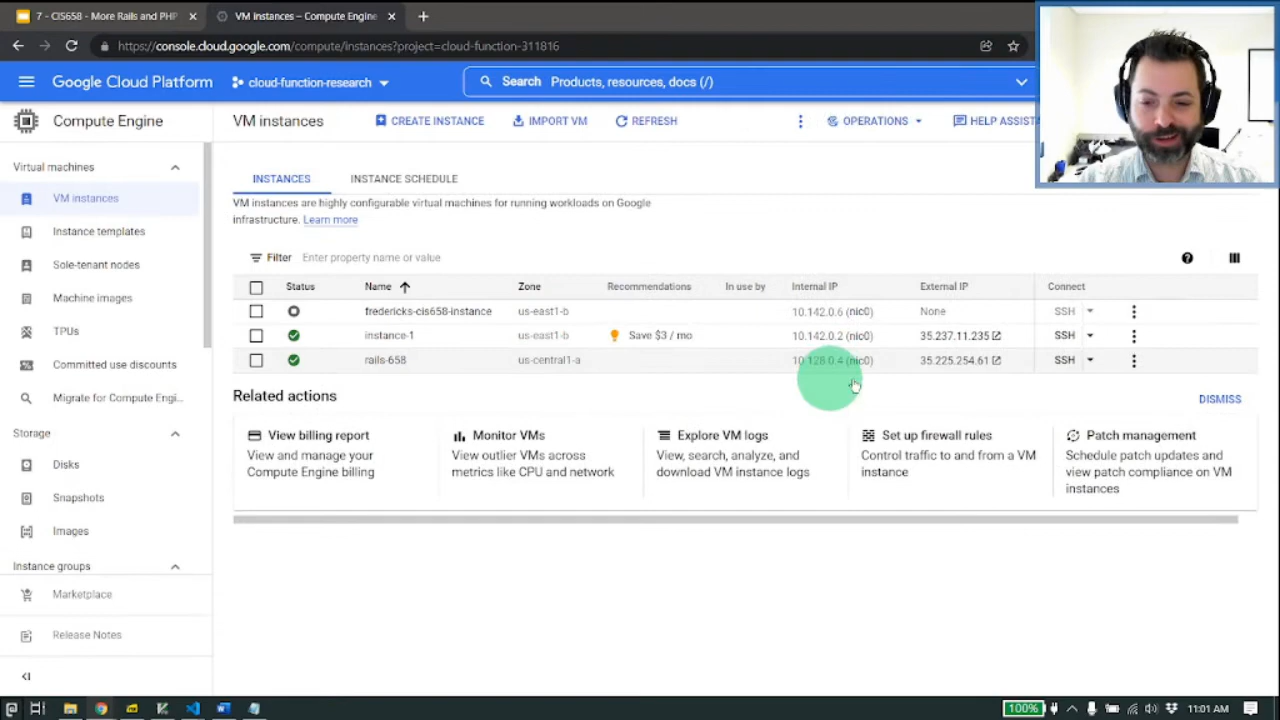 7 - CIS658 - More Rails and PHP
VM instances – Compute Engine
https://console.cloud.google.com/compute/instances?project=cloud-function-311816
Google Cloud Platform
cloud-function-research
Search Products, resources, docs (/)
Compute Engine
VM instances
CREATE INSTANCE
IMPORT VM
REFRESH
OPERATIONS
HELP ASSISTA
Virtual machines
VM instances
Instance templates
Sole-tenant nodes
Machine images
TPUs
Committed use discounts
Migrate for Compute Engi...
Storage
Disks
Snapshots
Images
Instance groups
Marketplace
Release Notes
INSTANCES
INSTANCE SCHEDULE
VM instances are highly configurable virtual machines for running workloads on Google
infrastructure. Learn more
Filter Enter property name or value
Status Name Zone Recommendations In use by Internal IP External IP Connect
fredericks-cis658-instance us-east1-b 10.142.0.6 (nic0) None SSH
instance-1 us-east1-b Save $3 / mo 10.142.0.2 (nic0) 35.237.11.235 SSH
rails-658 us-central1-a 10.128.0.4 (nic0) 35.225.254.61 SSH
Related actions
DISMISS
View billing report
View and manage your
Compute Engine billing
Monitor VMs
View outlier VMs across
metrics like CPU and network
Explore VM logs
View, search, analyze, and
download VM instance logs
Set up firewall rules
Control traffic to and from a VM
instance
Patch management
Schedule patch updates and
view patch compliance on VM
instances
100%
11:01 AM